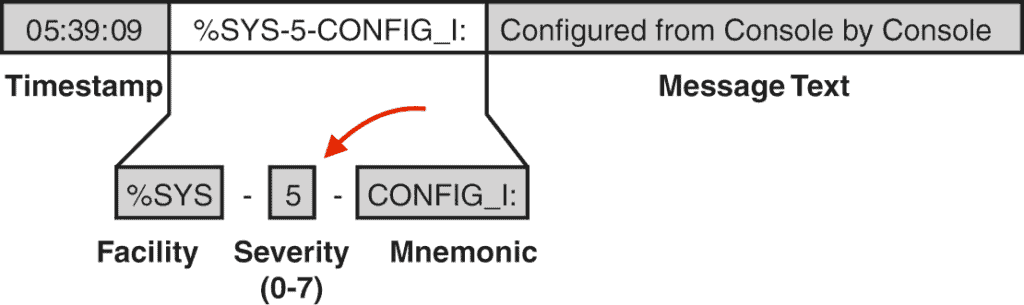 05:39:09 %SYS-5-CONFIG_I: Configured from Console by Console
Timestamp Message Text
%SYS - 5 - CONFIG_I:
Facility Severity Mnemonic
(0-7)